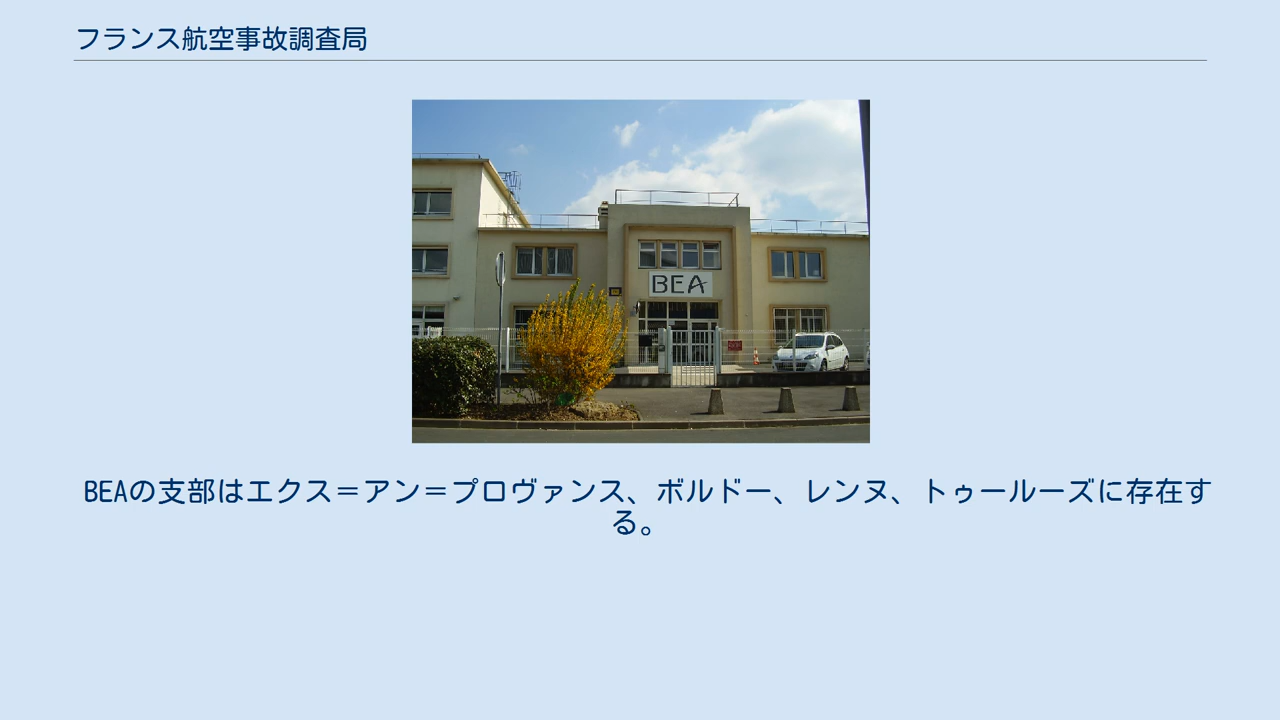 フランス航空事故調査局
BEA
BEAの支部はエクス＝アン＝プロヴァンス、ボルドー、レンヌ、トゥールーズに存在す
る。